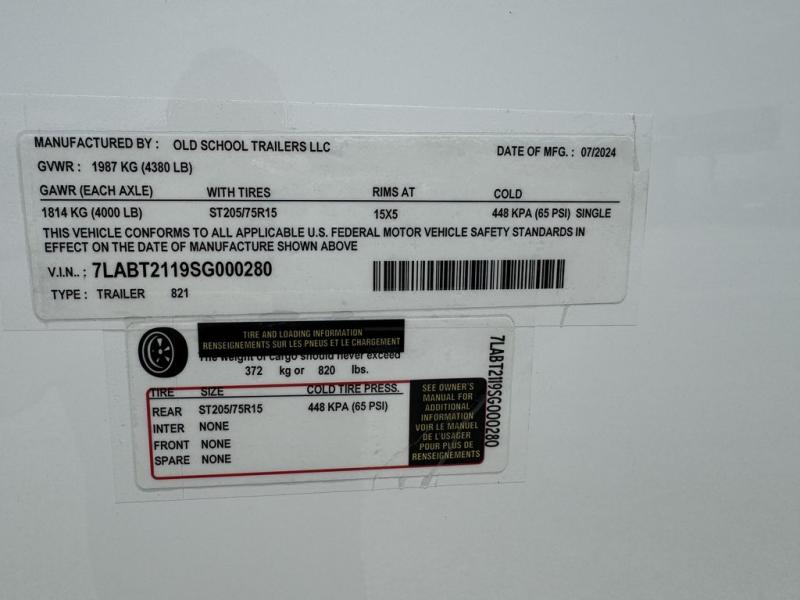 MANUFACTURED BY : OLD SCHOOL TRAILERS LLC DATE OF MFG. : 07/2024
GVWR : 1987 KG (4380 LB)
GAWR (EACH AXLE) WITH TIRES RIMS AT COLD
1814 KG (4000 LB) ST205/75R15 15X5 448 KPA (65 PSI) SINGLE
THIS VEHICLE CONFORMS TO ALL APPLICABLE U.S. FEDERAL MOTOR VEHICLE SAFETY STANDARDS IN
EFFECT ON THE DATE OF MANUFACTURE SHOWN ABOVE
V.I.N.. : 7LABT2119SG000280
TYPE : TRAILER 821
TIRE AND LOADING INFORMATION
RENSEIGNEMENTS SUR LES PNEUS ET LE CHARGEMENT
The weight of cargo should never exceed
372 kg or 820 lbs.
TIRE SIZE COLD TIRE PRESS.
REAR ST205/75R15 448 KPA (65 PSI)
INTER NONE
FRONT NONE
SPARE NONE
SEE OWNER'S
MANUAL FOR
ADDITIONAL
INFORMATION
VOIR LE MANUEL
DE L'USAGER
POUR PLUS DE
RENSEIGNEMENTS
7LABT2119SG000280